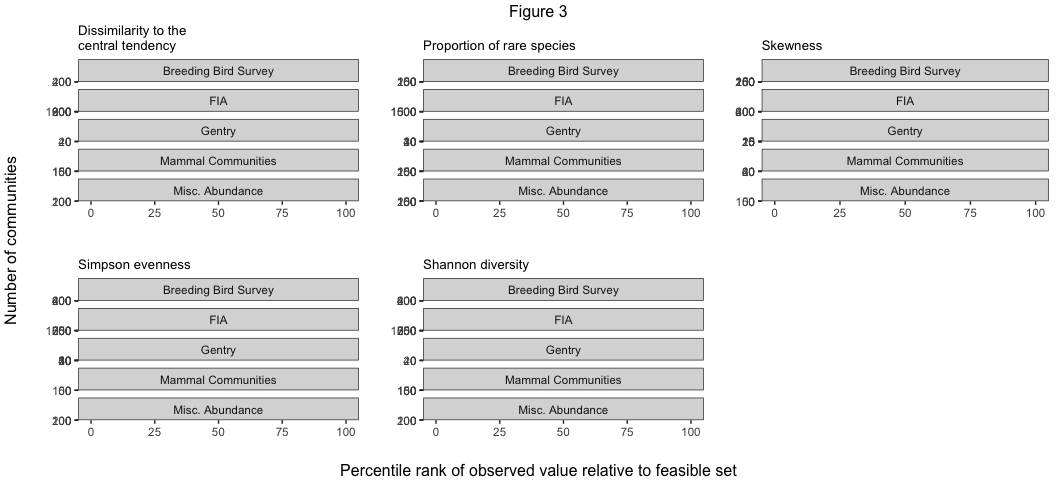 Figure 3
Dissimilarity to the
central tendency
Breeding Bird Survey
FIA
Gentry
Mammal Communities
Misc. Abundance
0 25 50 75 100
Proportion of rare species
Breeding Bird Survey
FIA
Gentry
Mammal Communities
Misc. Abundance
0 25 50 75 100
Skewness
Breeding Bird Survey
FIA
Gentry
Mammal Communities
Misc. Abundance
0 25 50 75 100
Simpson evenness
Breeding Bird Survey
FIA
Gentry
Mammal Communities
Misc. Abundance
0 25 50 75 100
Shannon diversity
Breeding Bird Survey
FIA
Gentry
Mammal Communities
Misc. Abundance
0 25 50 75 100
Number of communities
Percentile rank of observed value relative to feasible set